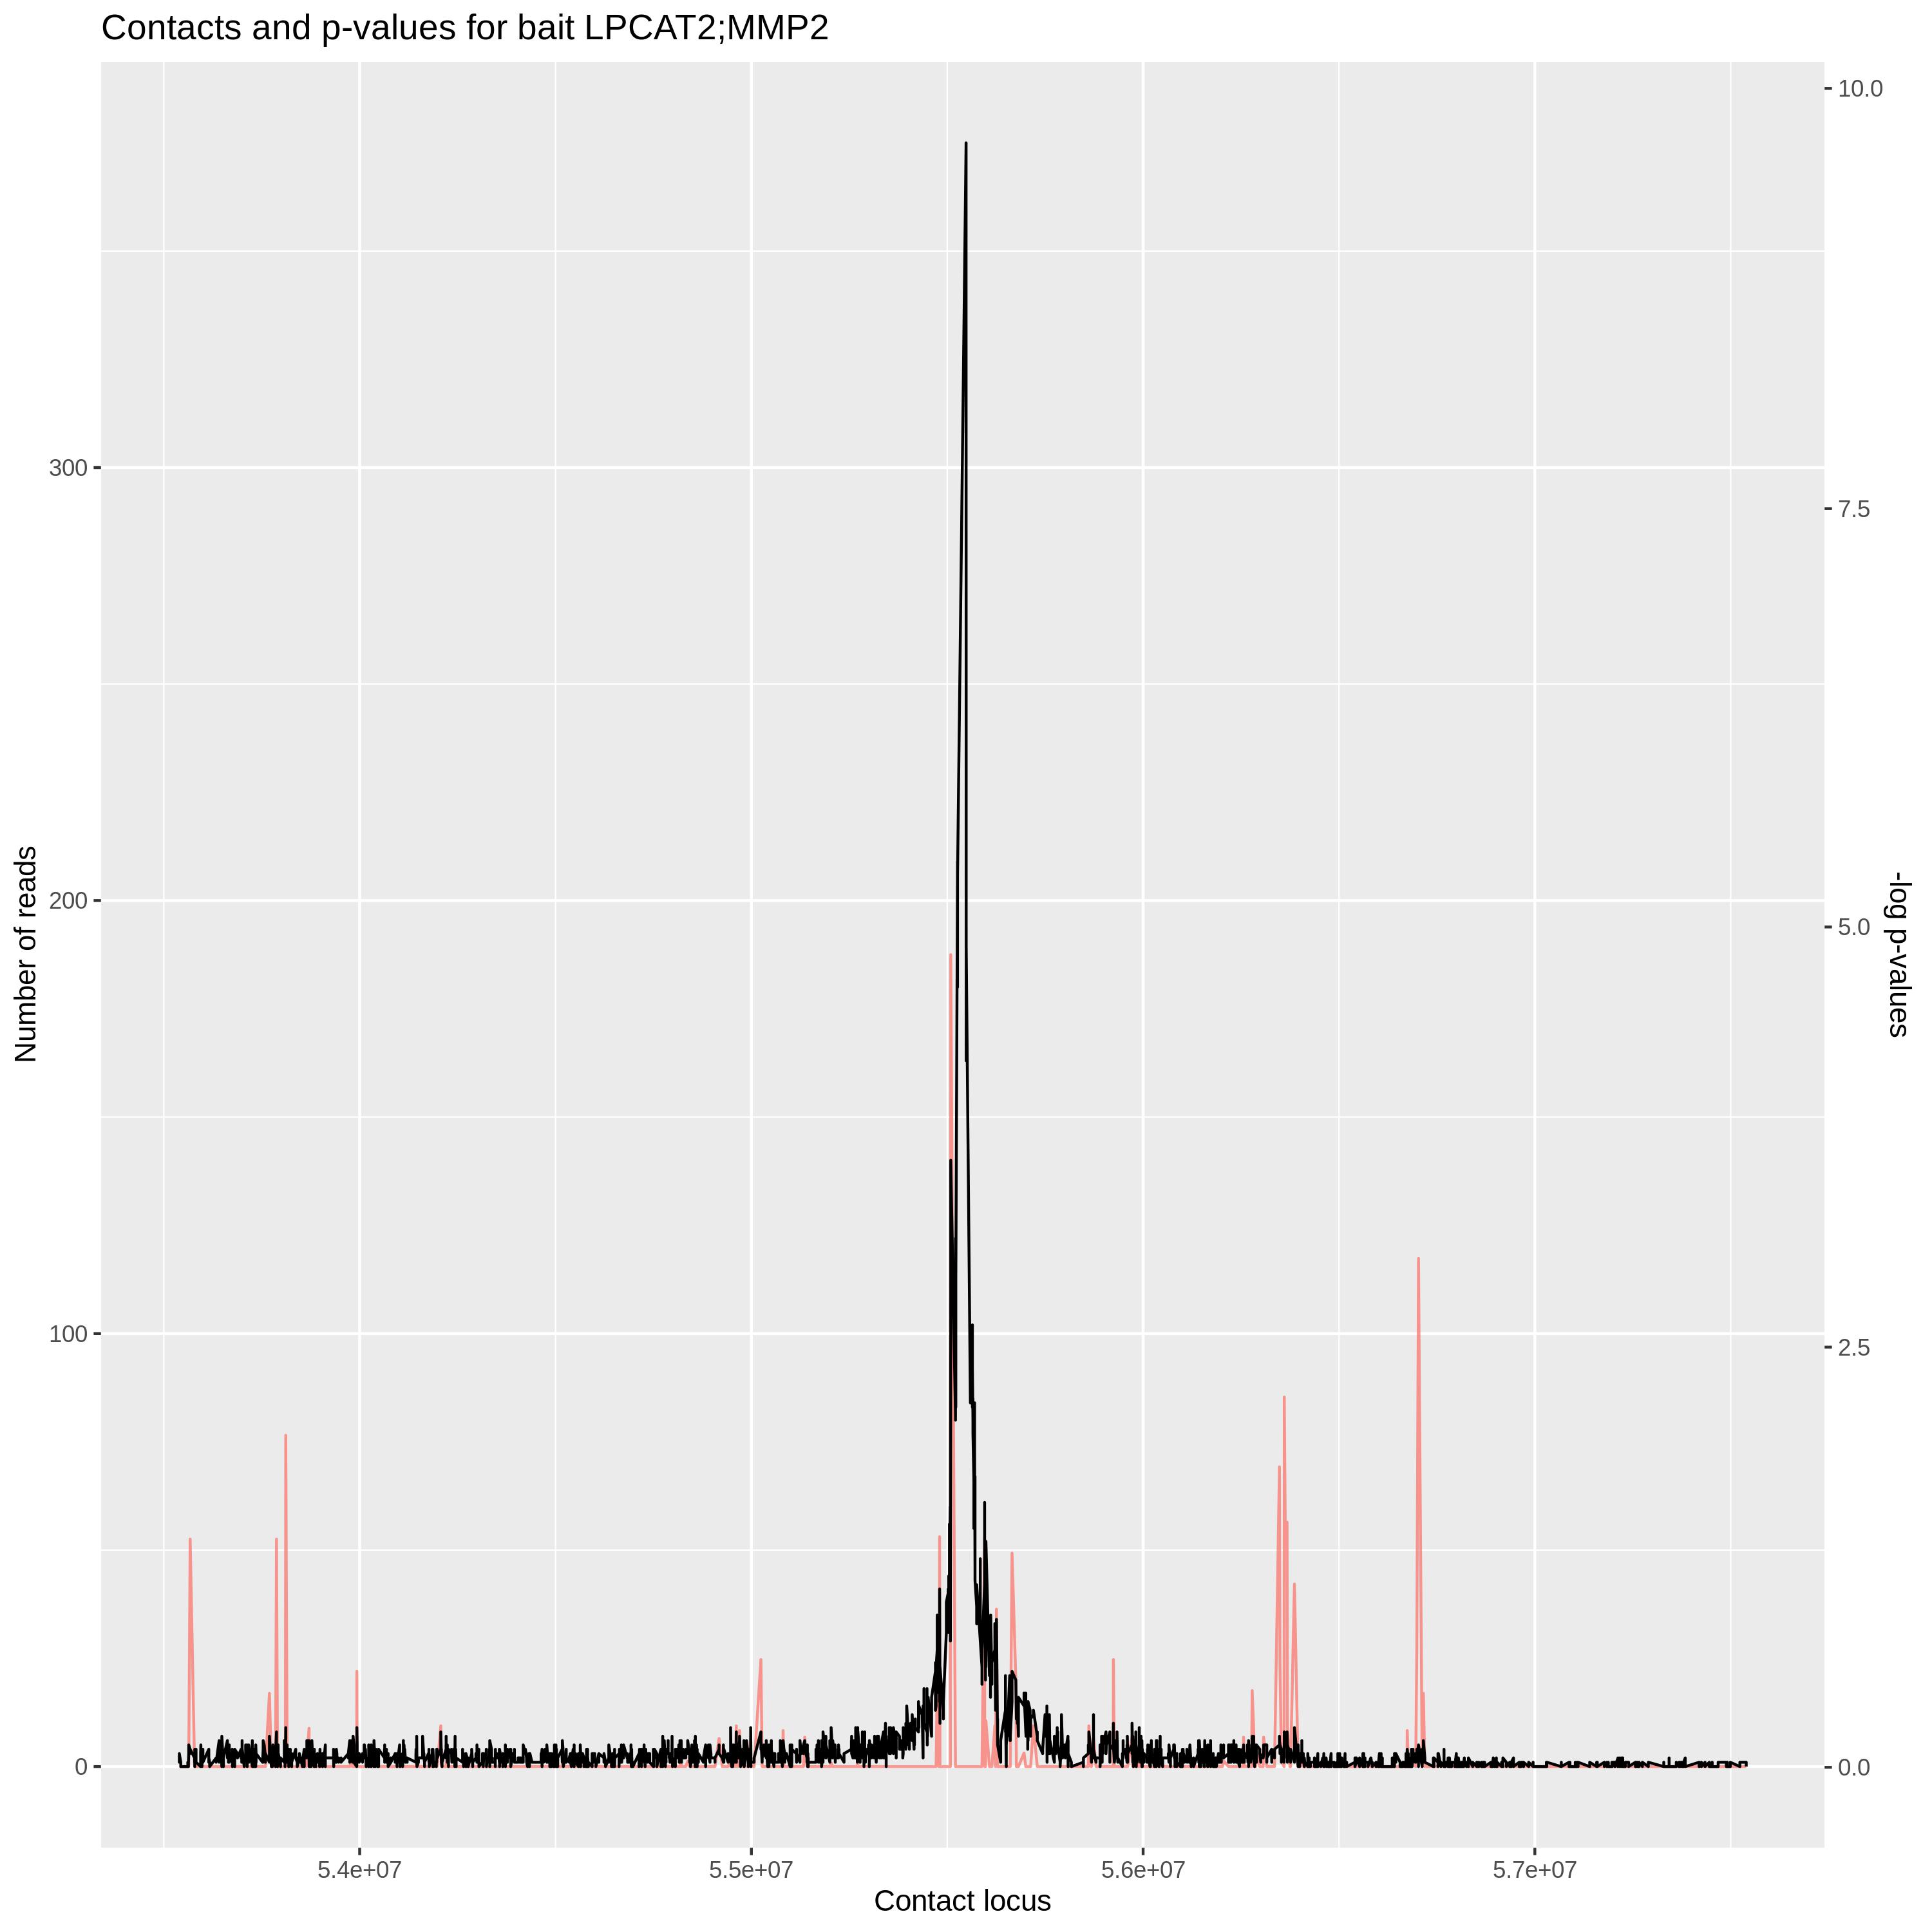 Contacts and p-values for bait LPCAT2;MMP2
10.0
7.5
5.0
2.5
0.0
300
200
100
0
Number of reads
-log p-values
5.4e+07 5.5e+07 5.6e+07 5.7e+07
Contact locus